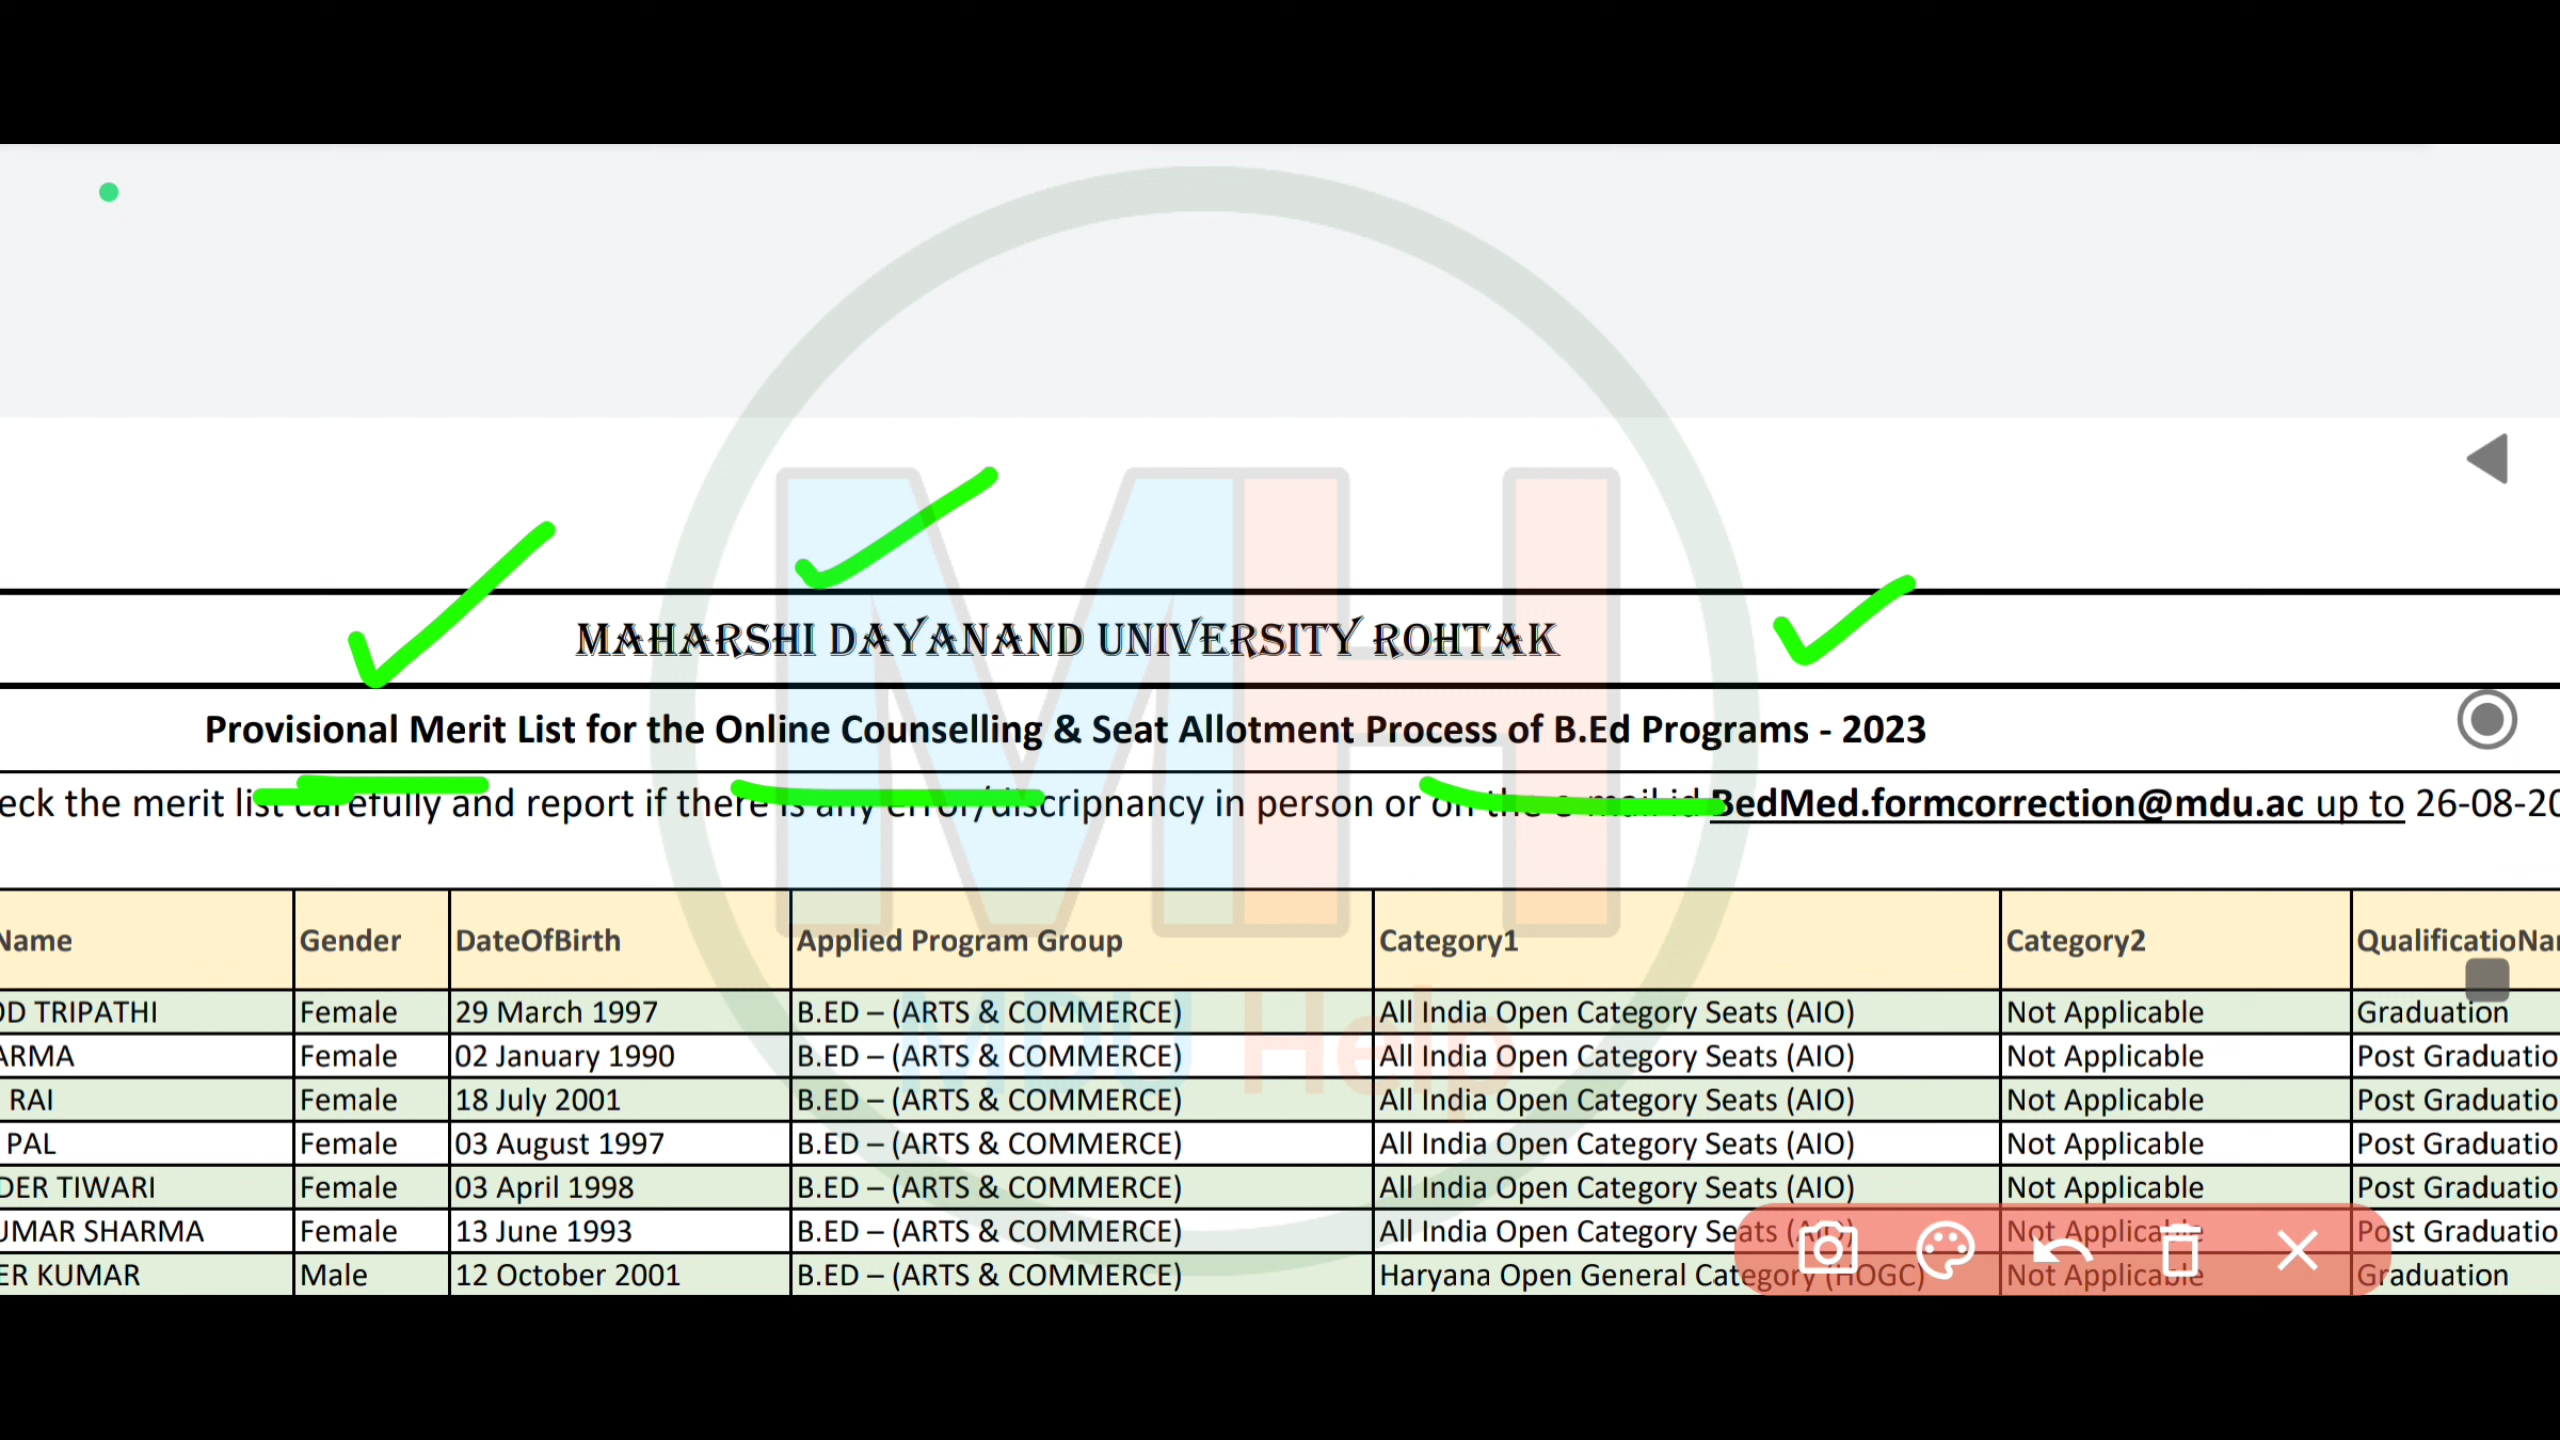 MAHARSHI DAYANAND UNIVERSITY ROHTAK
Provisional Merit List for the Online Counselling & Seat Allotment Process of B.Ed Programs - 2023
eck the merit list carefully and report if there is any error/discripnancy in person or on the e-mail id BedMed.formcorrection@mdu.ac up to 26-08-20
Name Gender DateOfBirth Applied Program Group Category1 Category2 QualificatioNa
OD TRIPATHI Female 29 March 1997 B.ED – (ARTS & COMMERCE) All India Open Category Seats (AIO) Not Applicable Graduation
ARMA Female 02 January 1990 B.ED – (ARTS & COMMERCE) All India Open Category Seats (AIO) Not Applicable Post Graduatio
RAI Female 18 July 2001 B.ED – (ARTS & COMMERCE) All India Open Category Seats (AIO) Not Applicable Post Graduatio
PAL Female 03 August 1997 B.ED – (ARTS & COMMERCE) All India Open Category Seats (AIO) Not Applicable Post Graduatio
DER TIWARI Female 03 April 1998 B.ED – (ARTS & COMMERCE) All India Open Category Seats (AIO) Not Applicable Post Graduatio
UMAR SHARMA Female 13 June 1993 B.ED – (ARTS & COMMERCE) All India Open Category Seats (AIO) Not Applicable Post Graduatio
ER KUMAR Male 12 October 2001 B.ED – (ARTS & COMMERCE) Haryana Open General Category (HOGC) Not Applicable Graduation
MH
MDU Help